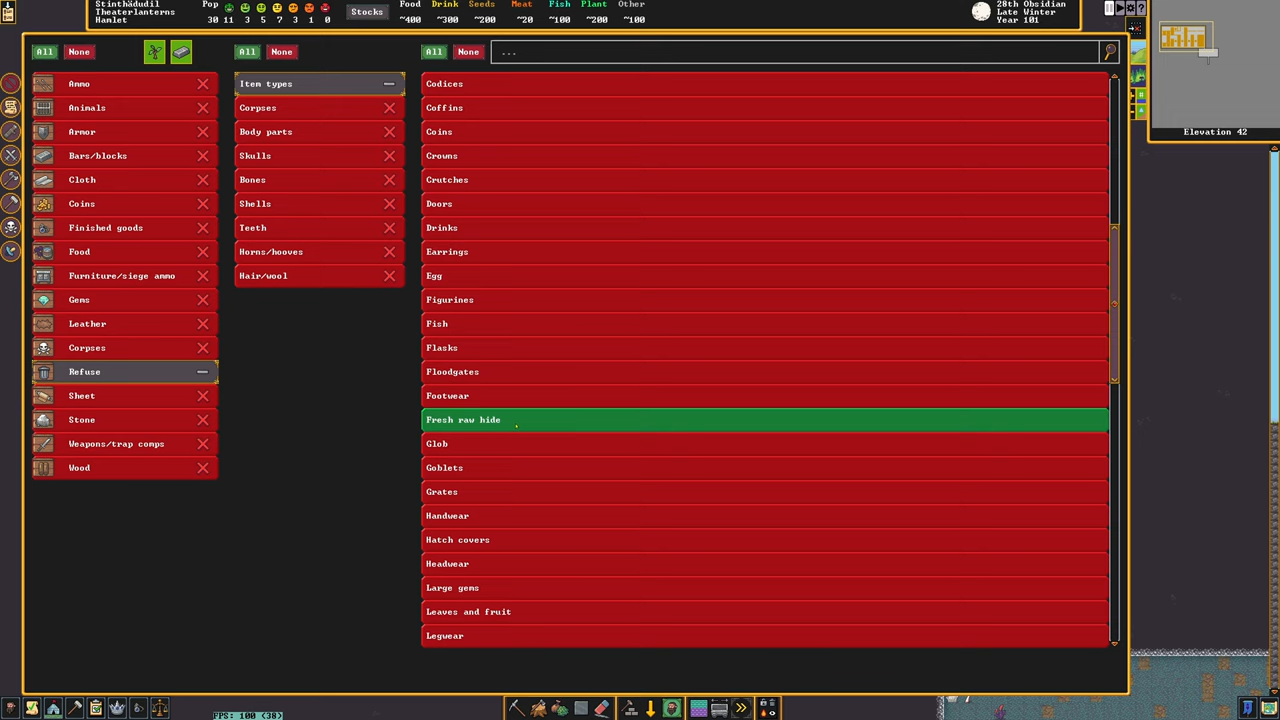 Stinthädudil
Theaterlanterns
Hamlet
Pop
30 11 3 5 7 3 1 0
Stocks
Food Drink Seeds Meat Fish Plant Other
~400 ~300 ~200 ~20 ~100 ~200 ~100
28th Obsidian
Late Winter
Year 101
Elevation 42
All None
All None
All None ...
Ammo
Animals
Armor
Bars/blocks
Cloth
Coins
Finished goods
Food
Furniture/siege ammo
Gems
Leather
Corpses
Refuse
Sheet
Stone
Weapons/trap comps
Wood
Item types
Corpses
Body parts
Skulls
Bones
Shells
Teeth
Horns/hooves
Hair/wool
Codices
Coffins
Coins
Crowns
Crutches
Doors
Drinks
Earrings
Egg
Figurines
Fish
Flasks
Floodgates
Footwear
Fresh raw hide
Glob
Goblets
Grates
Handwear
Hatch covers
Headwear
Large gems
Leaves and fruit
Legwear
FPS: 100 (38)